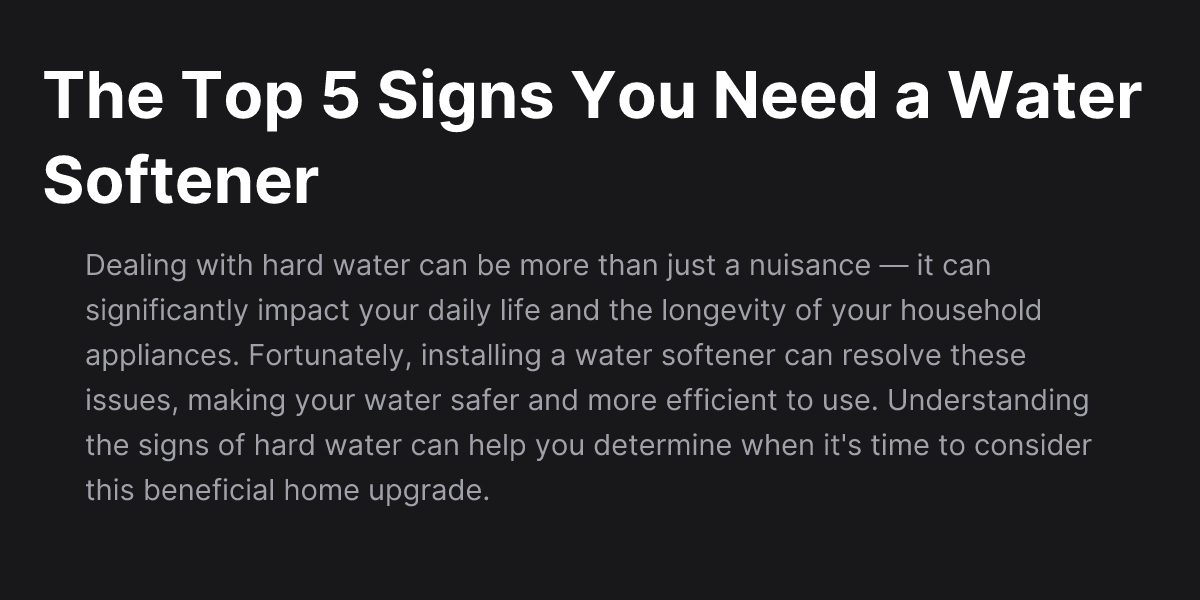 The Top 5 Signs You Need a Water
Softener
Dealing with hard water can be more than just a nuisance — it can
significantly impact your daily life and the longevity of your household
appliances. Fortunately, installing a water softener can resolve these
issues, making your water safer and more efficient to use. Understanding
the signs of hard water can help you determine when it's time to consider
this beneficial home upgrade.